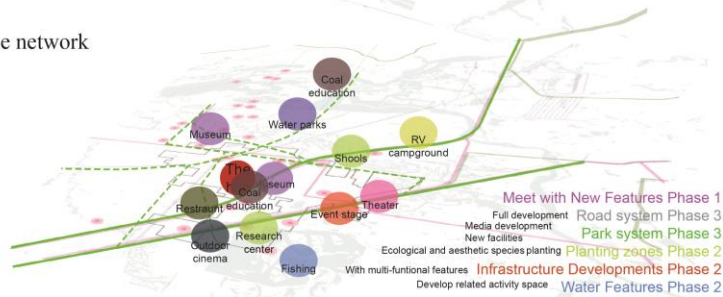 e network
Coal
education
Water parks
Museum
RV
campground
Shools
The
useum
Coal
education
Restraunt
Theater
Event stage
Research
center
Outdoor
cinema
Fishing
Meet with New Features Phase 1
Full development Road system Phase 3
Media development
New facilities Park system Phase 3
Ecological and aesthetic species planting Planting zones Phase 2
With multi-funtional features Infrastructure Developments Phase 2
Develop related activity space Water Features Phase 2